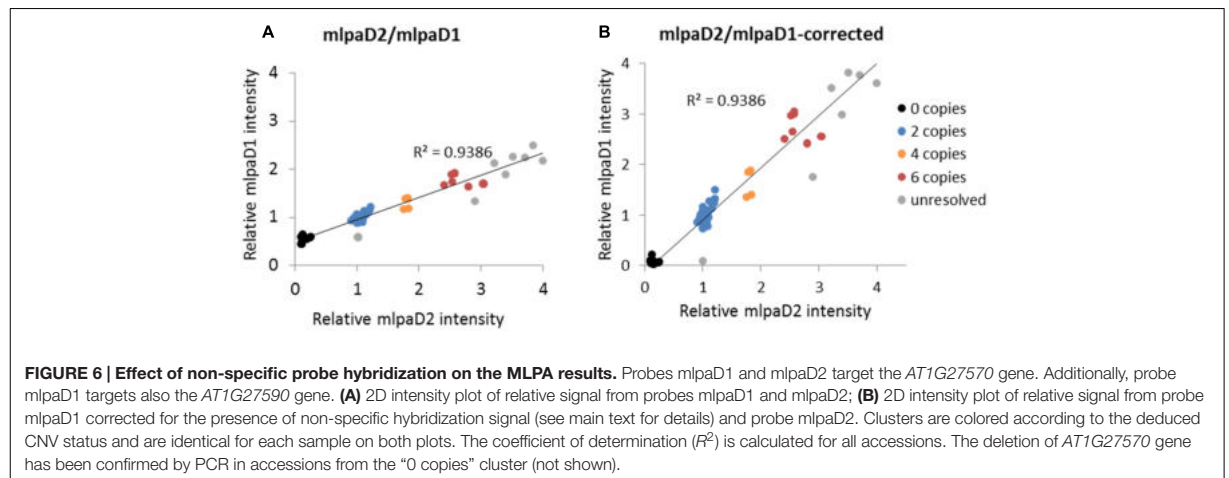 A
mlpaD2/mlpaD1
Relative mlpaD1 intensity
4
3
2
1
0
R² = 0.9386
0 1 2 3 4
Relative mlpaD2 intensity
B
mlpaD2/mlpaD1-corrected
Relative mlpaD1 intensity
4
3
2
1
0
R² = 0.9386
0 1 2 3 4
Relative mlpaD2 intensity
0 copies
2 copies
4 copies
6 copies
unresolved
FIGURE 6 | Effect of non-specific probe hybridization on the MLPA results. Probes mlpaD1 and mlpaD2 target the AT1G27570 gene. Additionally, probe
mlpaD1 targets also the AT1G27590 gene. (A) 2D intensity plot of relative signal from probes mlpaD1 and mlpaD2; (B) 2D intensity plot of relative signal from probe
mlpaD1 corrected for the presence of non-specific hybridization signal (see main text for details) and probe mlpaD2. Clusters are colored according to the deduced
CNV status and are identical for each sample on both plots. The coefficient of determination (R²) is calculated for all accessions. The deletion of AT1G27570 gene
has been confirmed by PCR in accessions from the “0 copies” cluster (not shown).